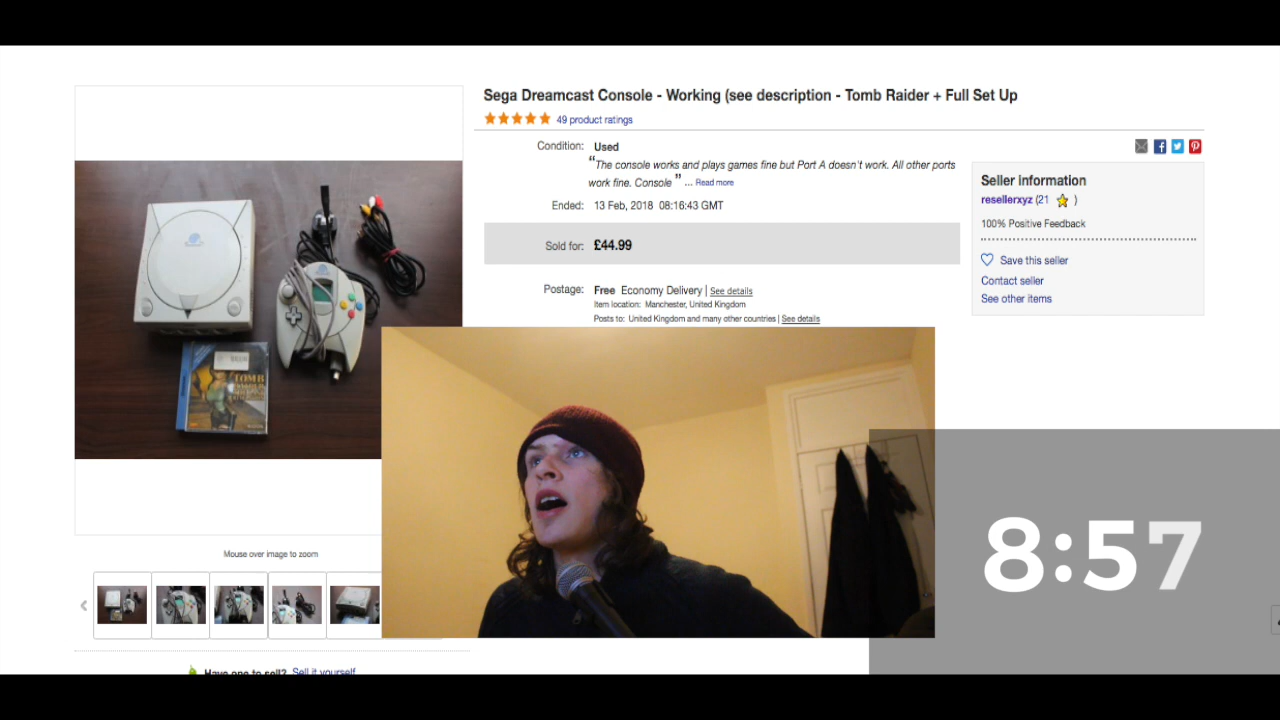 Sega Dreamcast Console - Working (see description - Tomb Raider + Full Set Up
49 product ratings
Condition: Used
“The console works and plays games fine but Port A doesn't work. All other ports
work fine. Console ” ... Read more
Ended: 13 Feb, 2018 08:16:43 GMT
Sold for: £44.99
Postage: Free Economy Delivery | See details
Item location: Manchester, United Kingdom
Posts to: United Kingdom and many other countries | See details
Seller information
resellerxyz (21 )
100% Positive Feedback
Save this seller
Contact seller
See other items
TOMB
8:57
Mouse over image to zoom
Have one to sell? Sell it yourself